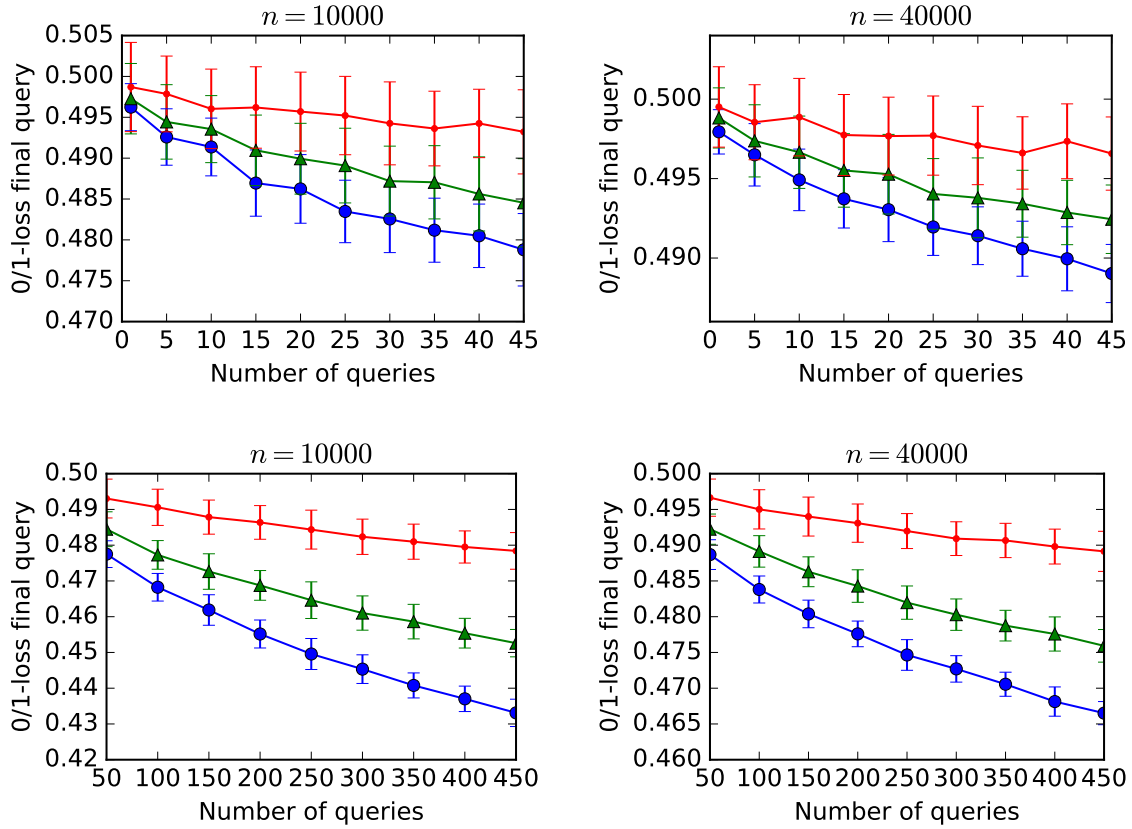 n = 10000
0.505
0.500
0.495
0.490
0.485
0.480
0.475
0.470
0/1-loss final query
0 5 10 15 20 25 30 35 40 45
Number of queries
n = 40000
0.500
0.495
0.490
0/1-loss final query
0 5 10 15 20 25 30 35 40 45
Number of queries
n = 10000
0.50
0.49
0.48
0.47
0.46
0.45
0.44
0.43
0.42
0/1-loss final query
50 100 150 200 250 300 350 400 450
Number of queries
n = 40000
0.500
0.495
0.490
0.485
0.480
0.475
0.470
0.465
0.460
0/1-loss final query
50 100 150 200 250 300 350 400 450
Number of queries